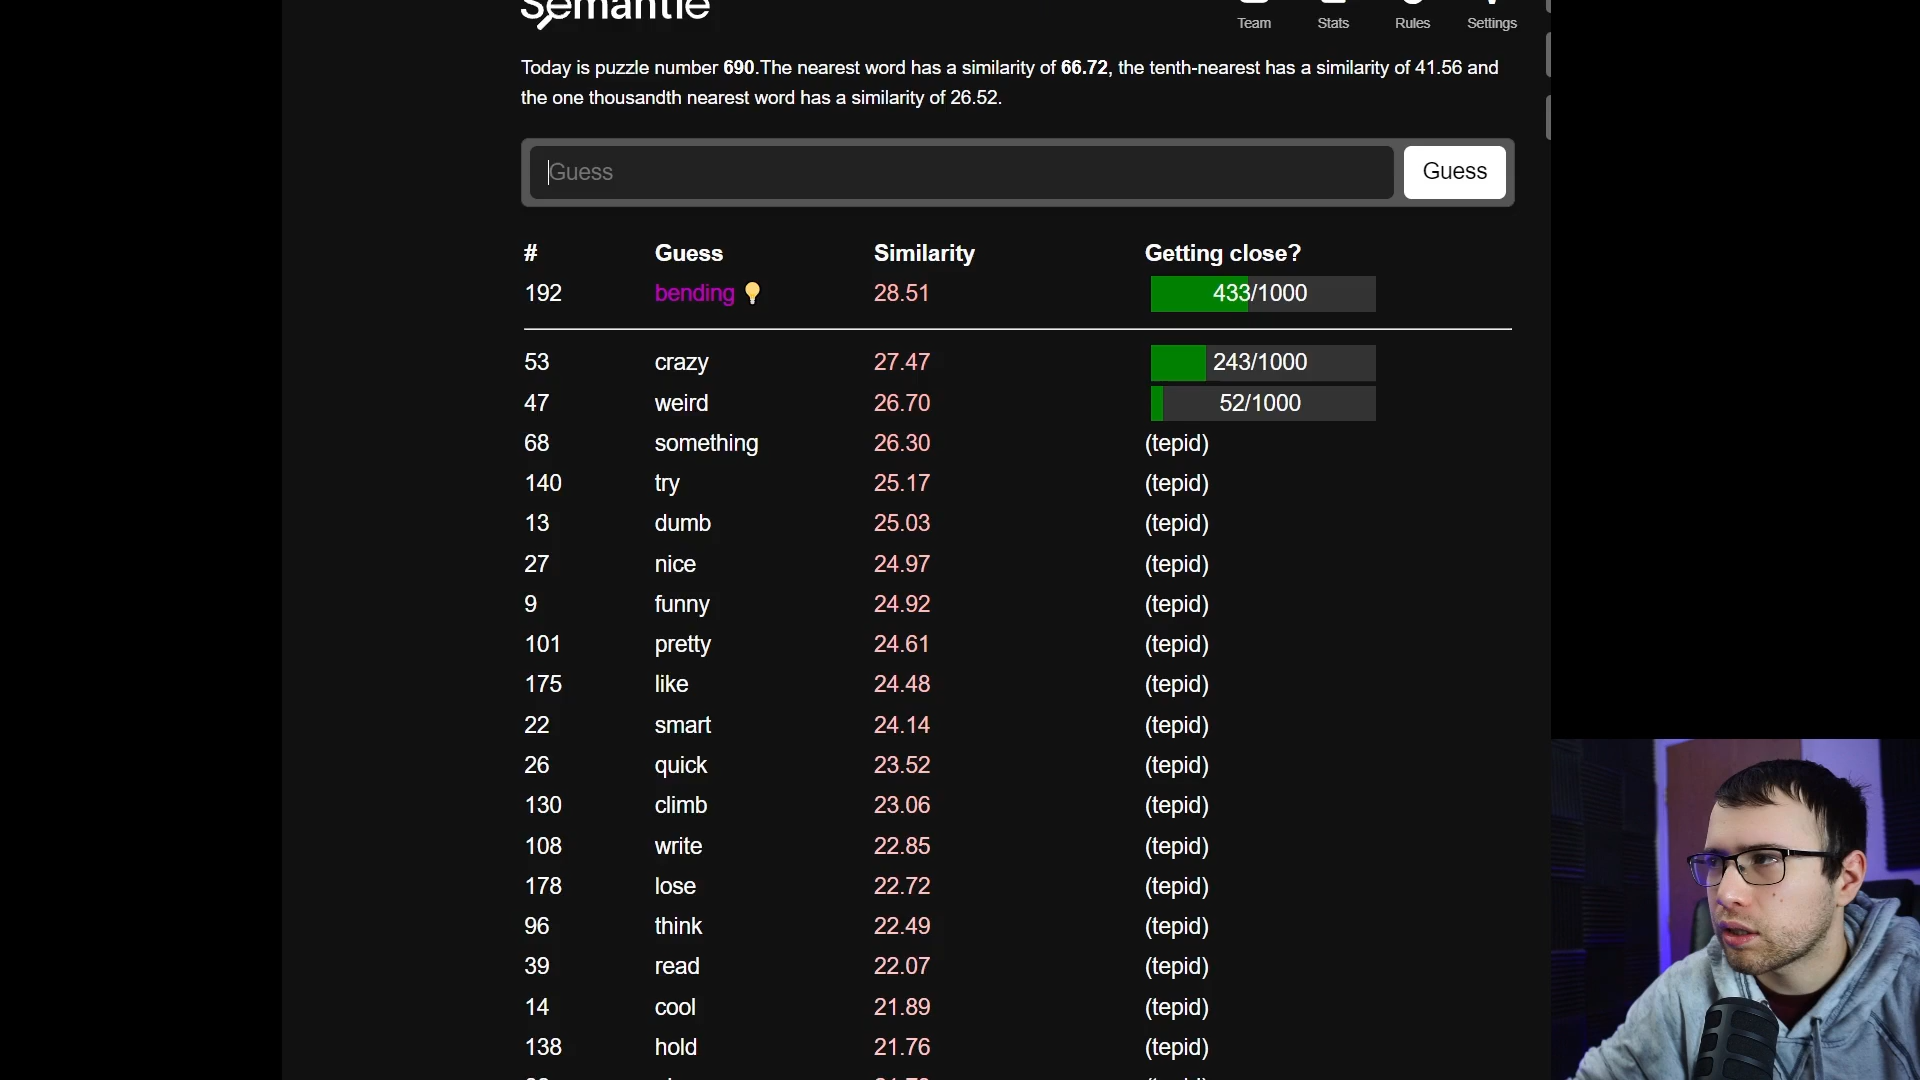 Semantle
Team Stats Rules Settings
Today is puzzle number 690.The nearest word has a similarity of 66.72, the tenth-nearest has a similarity of 41.56 and
the one thousandth nearest word has a similarity of 26.52.
Guess Guess
# Guess Similarity Getting close?
192 bending 28.51 433/1000
53 crazy 27.47 243/1000
47 weird 26.70 52/1000
68 something 26.30 (tepid)
140 try 25.17 (tepid)
13 dumb 25.03 (tepid)
27 nice 24.97 (tepid)
9 funny 24.92 (tepid)
101 pretty 24.61 (tepid)
175 like 24.48 (tepid)
22 smart 24.14 (tepid)
26 quick 23.52 (tepid)
130 climb 23.06 (tepid)
108 write 22.85 (tepid)
178 lose 22.72 (tepid)
96 think 22.49 (tepid)
39 read 22.07 (tepid)
14 cool 21.89 (tepid)
138 hold 21.76 (tepid)